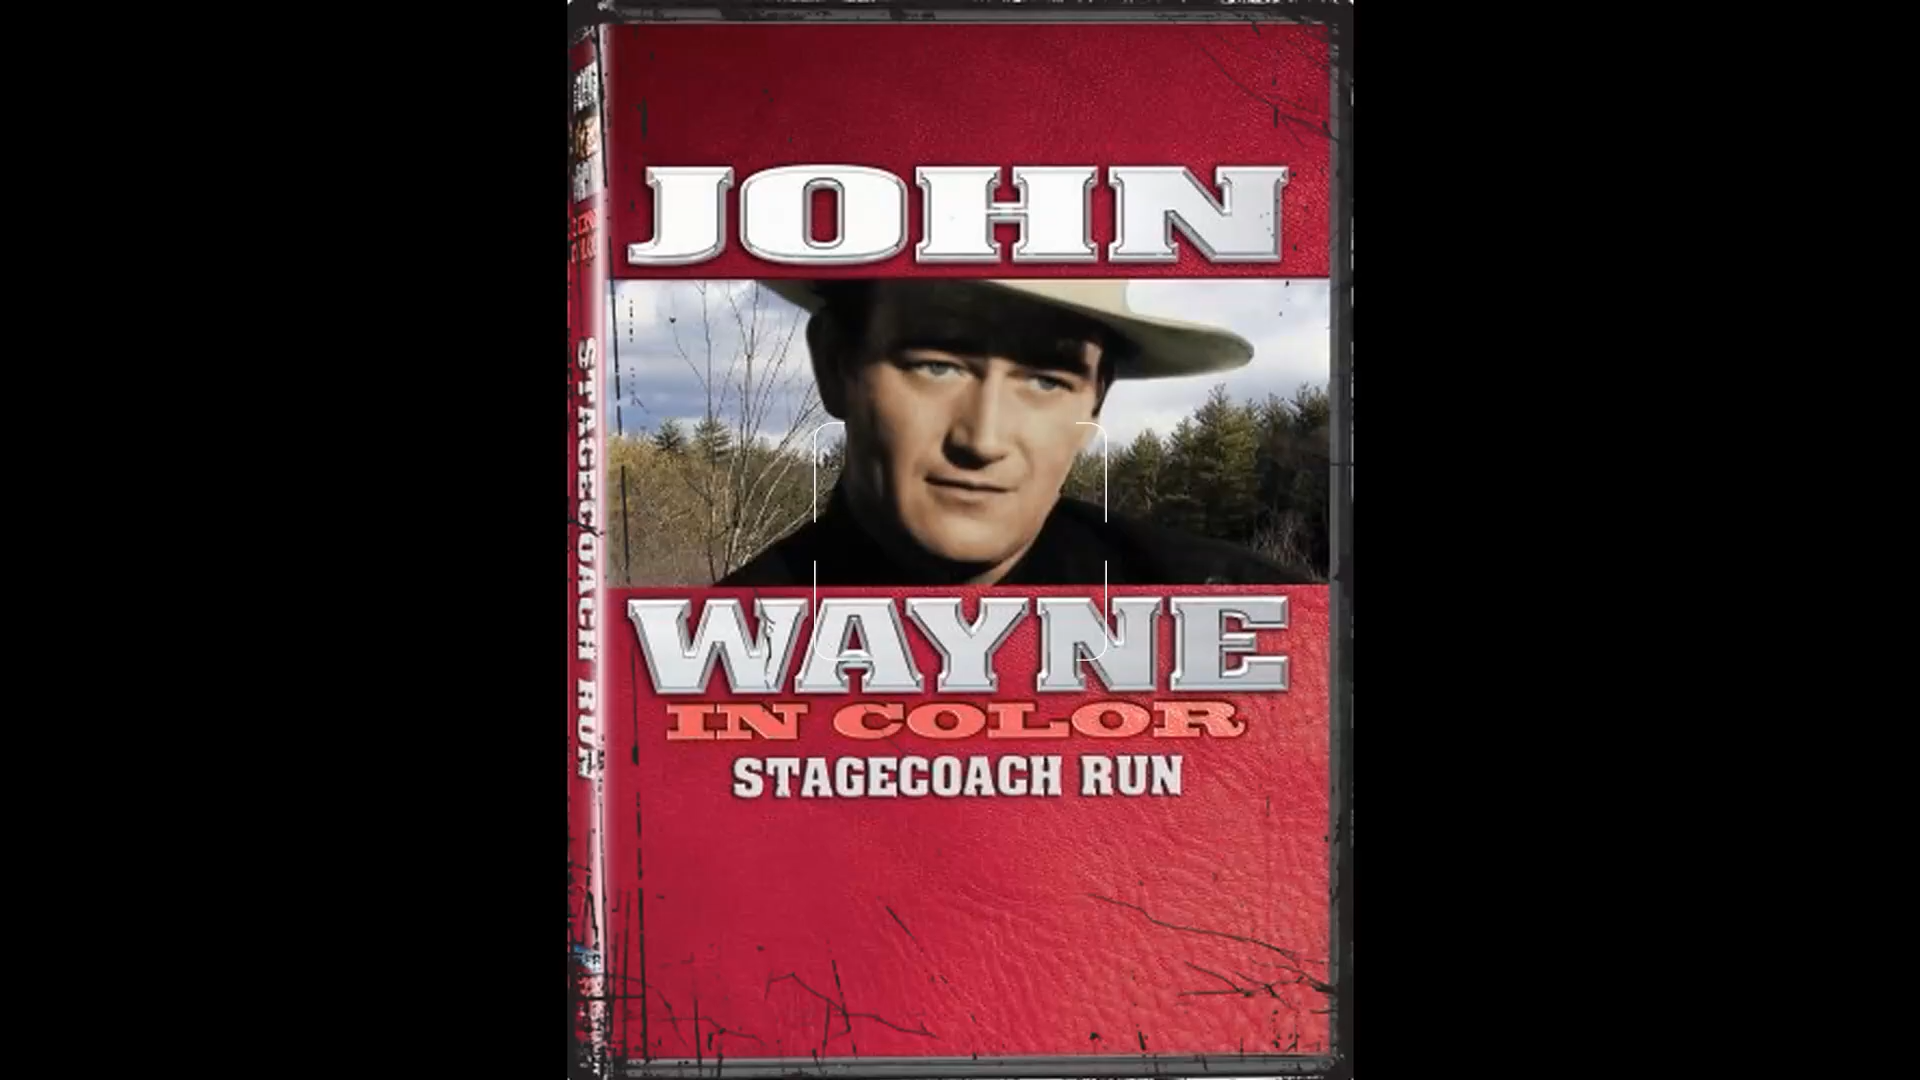 JOHN
WAYNE
IN COLOR
STAGECOACH RUN
STAGECOACH RUN